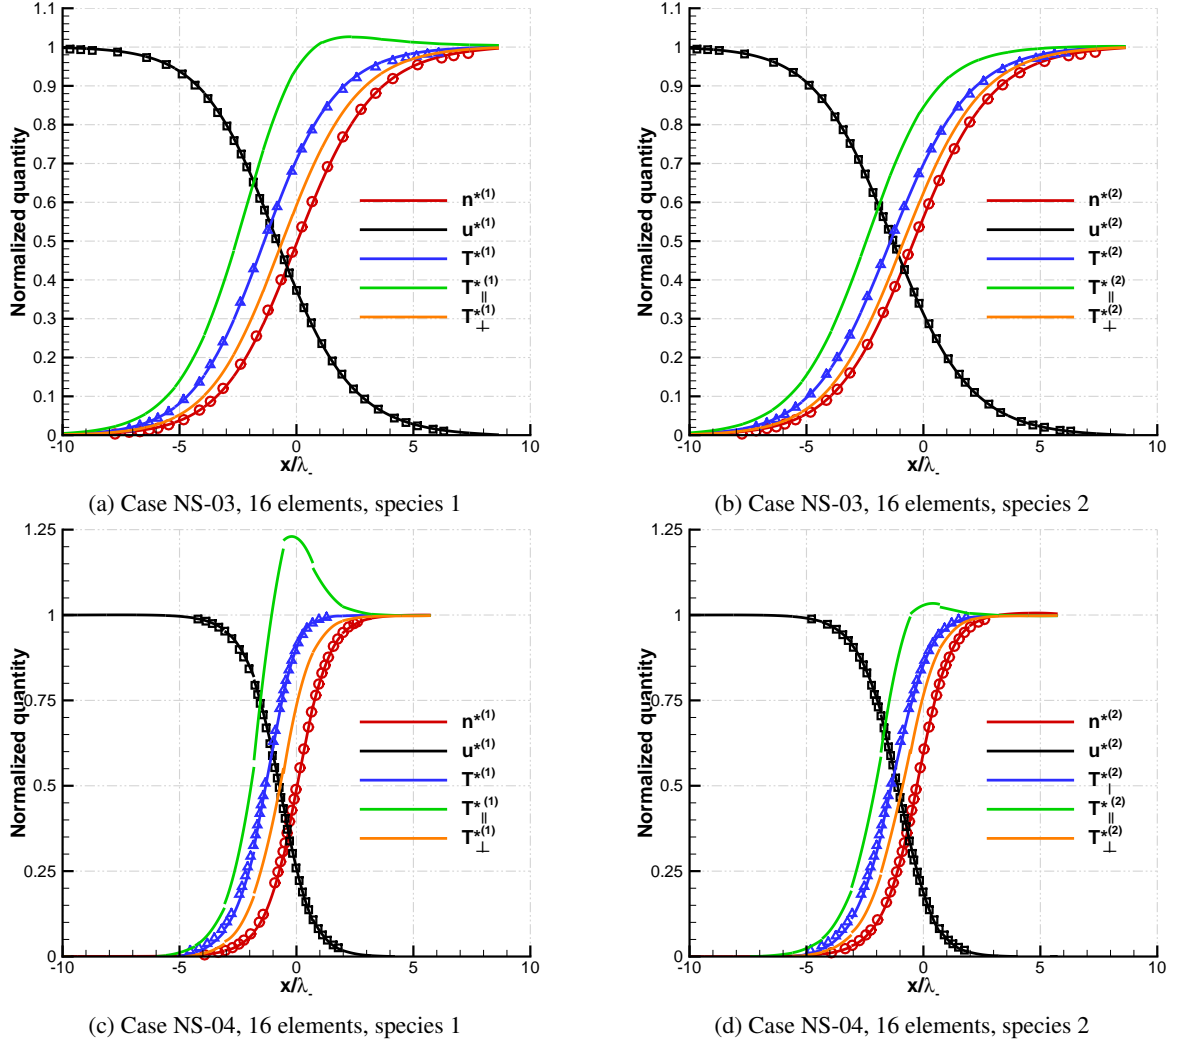 1.1
1
0.9
0.8
0.7
0.6
0.5
0.4
0.3
0.2
0.1
0
Normalized quantity
n*(1)
u*(1)
T*(1)
T*(1)∥
T*(1)⊥
-10 -5 0 5 10
x/λ-
(a) Case NS-03, 16 elements, species 1
1.1
1
0.9
0.8
0.7
0.6
0.5
0.4
0.3
0.2
0.1
0
Normalized quantity
n*(2)
u*(2)
T*(2)
T*(2)∥
T*(2)⊥
-10 -5 0 5 10
x/λ-
(b) Case NS-03, 16 elements, species 2
1.25
1
0.75
0.5
0.25
0
Normalized quantity
n*(1)
u*(1)
T*(1)
T*(1)∥
T*(1)⊥
-10 -5 0 5 10
x/λ-
(c) Case NS-04, 16 elements, species 1
1.25
1
0.75
0.5
0.25
0
Normalized quantity
n*(2)
u*(2)
T*(2)|
T*(2)∥
T*(2)⊥
-10 -5 0 5 10
x/λ-
(d) Case NS-04, 16 elements, species 2